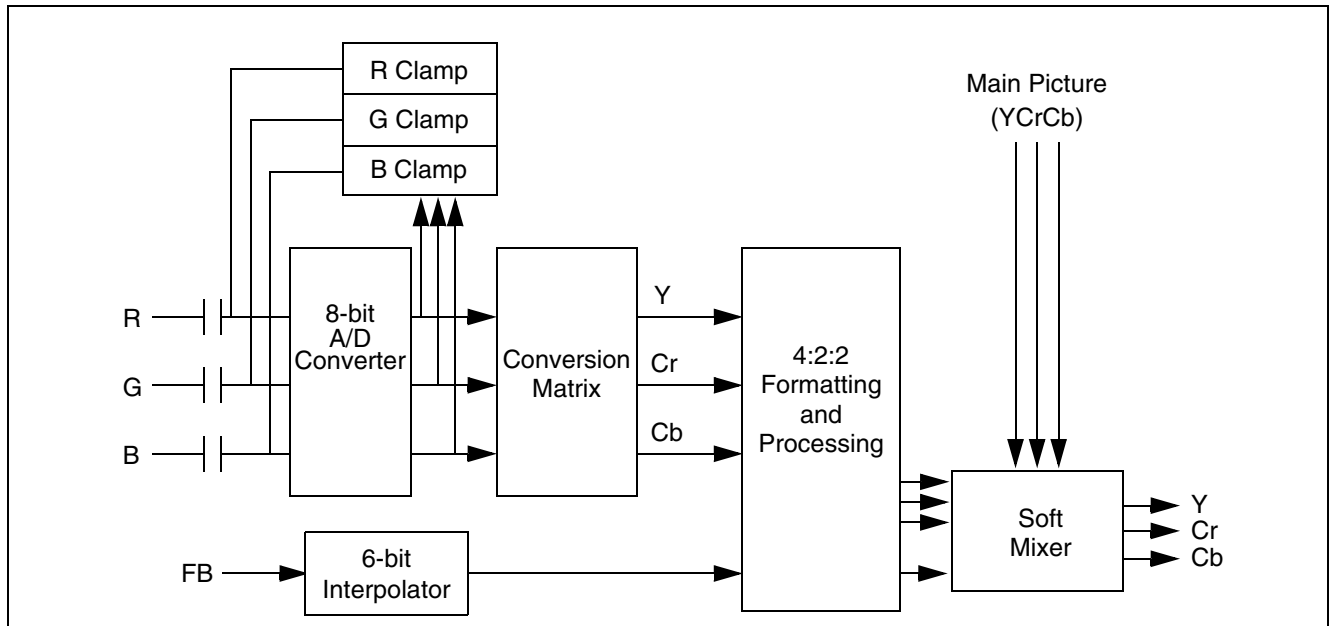 R Clamp
G Clamp
B Clamp
Main Picture
(YCrCb)
R
G
B
8-bit
A/D
Converter
Conversion
Matrix
Y
Cr
Cb
4:2:2
Formatting
and
Processing
FB
6-bit
Interpolator
Soft
Mixer
Y
Cr
Cb